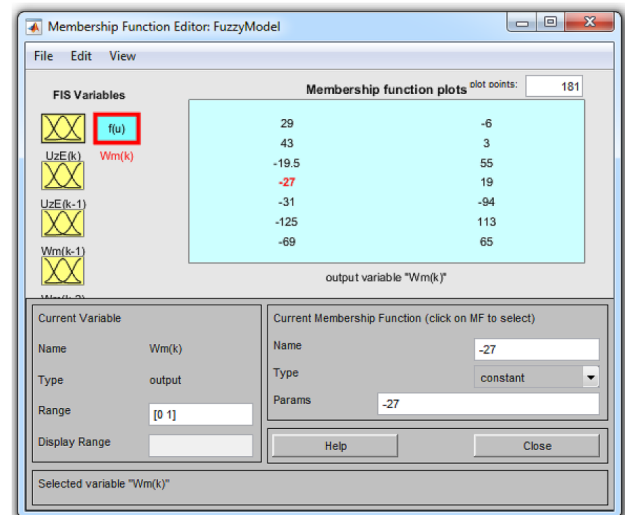 Membership Function Editor: FuzzyModel
File Edit View
FIS Variables
f(u)
UzE(k)
Wm(k)
UzE(k-1)
Wm(k-1)
Membership function plots
plot points:
181
29 -6
43 3
-19.5 55
-27 19
-31 -94
-125 113
-69 65
output variable "Wm(k)"
Current Variable
Name Wm(k)
Type output
Range [0 1]
Display Range
Current Membership Function (click on MF to select)
Name -27
Type constant
Params -27
Help Close
Selected variable "Wm(k)"